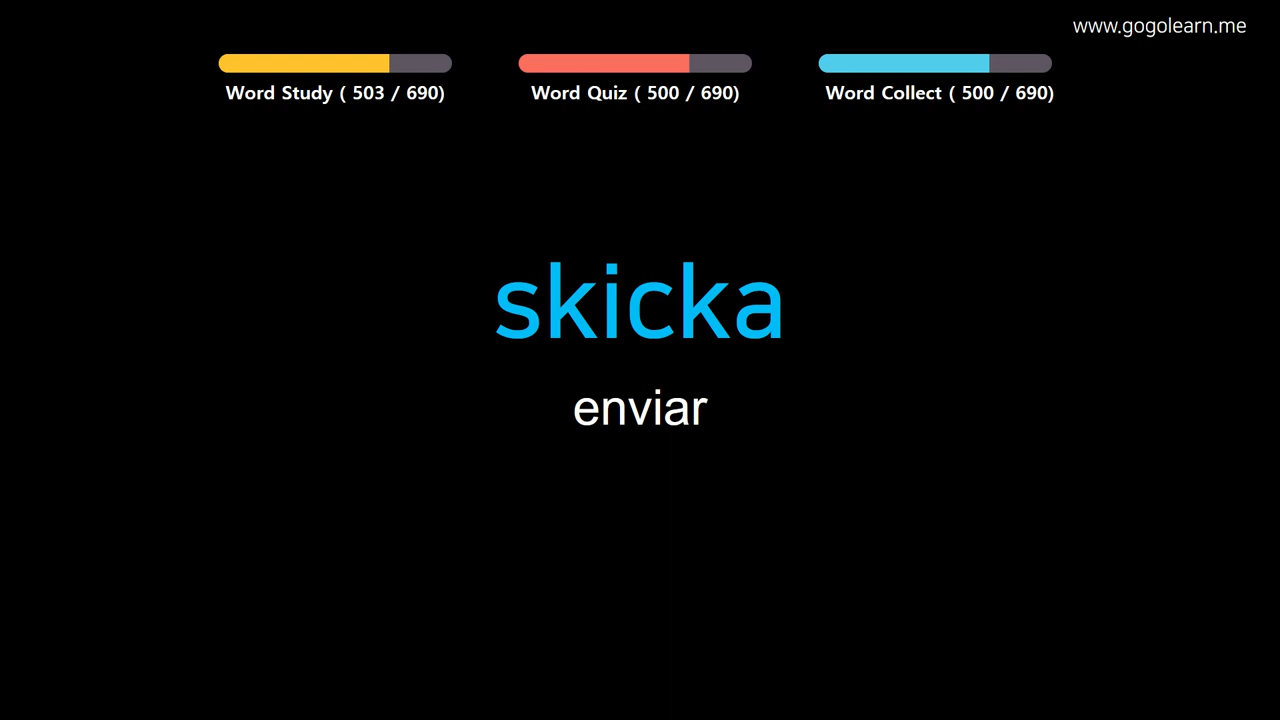 www.gogolearn.me
Word Study ( 503 / 690)
Word Quiz ( 500 / 690)
Word Collect ( 500 / 690)
skicka
enviar